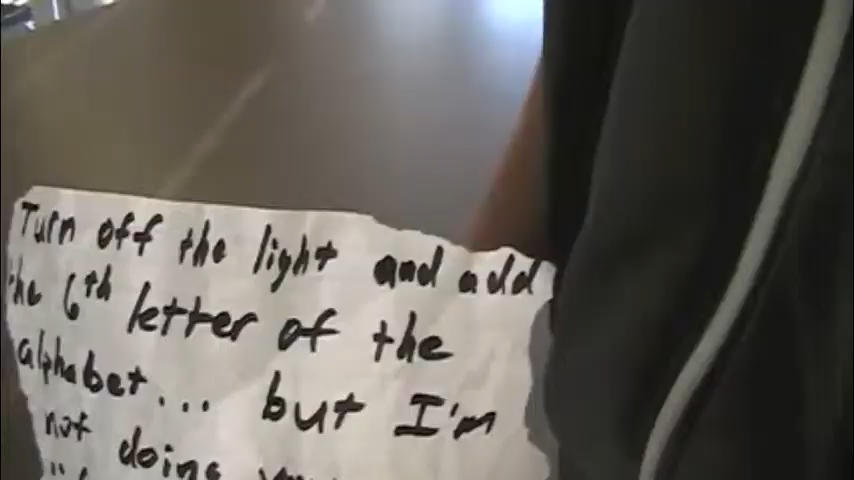 Turn off the light and add
the 6th letter of the
alphabet... but I'm
not doing